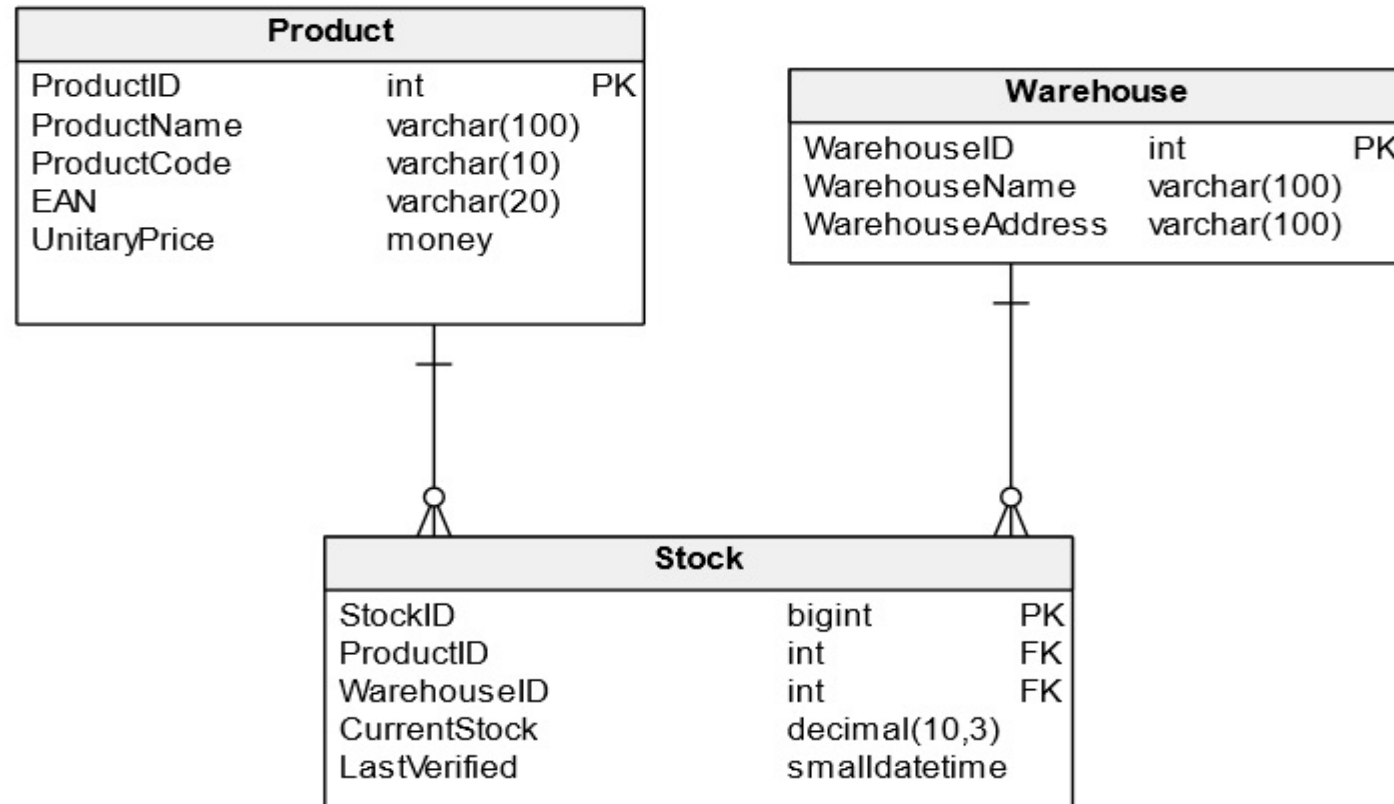 Product
ProductID int PK
ProductName varchar(100)
ProductCode varchar(10)
EAN varchar(20)
UnitaryPrice money
Warehouse
WarehouseID int PK
WarehouseName varchar(100)
WarehouseAddress varchar(100)
Stock
StockID bigint PK
ProductID int FK
WarehouseID int FK
CurrentStock decimal(10,3)
LastVerified smalldatetime